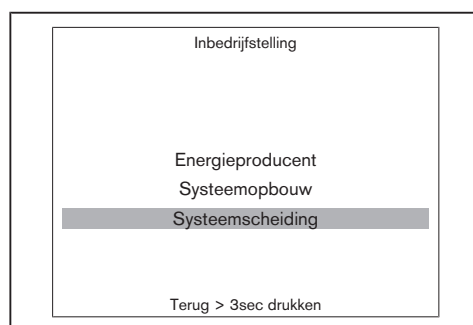 Inbedrijfstelling
Energieproducent
Systeemopbouw
Systeemscheiding
Terug > 3sec drukken